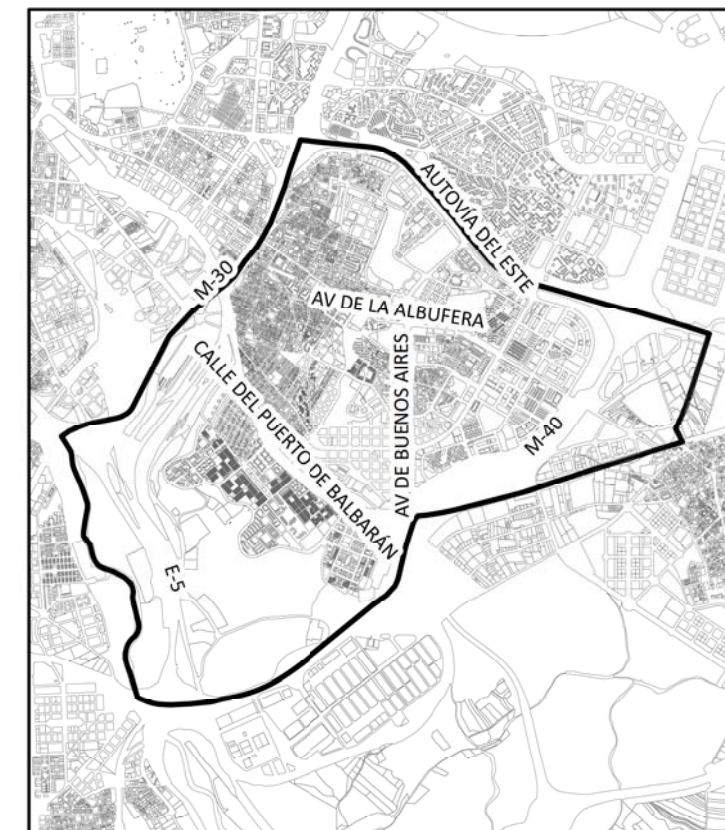 AUTOVÍA DEL ESTE
M-30
AV DE LA ALBUFERA
CALLE DEL PUERTO DE BALBARÁN
AV DE BUENOS AIRES
M-40
E-5